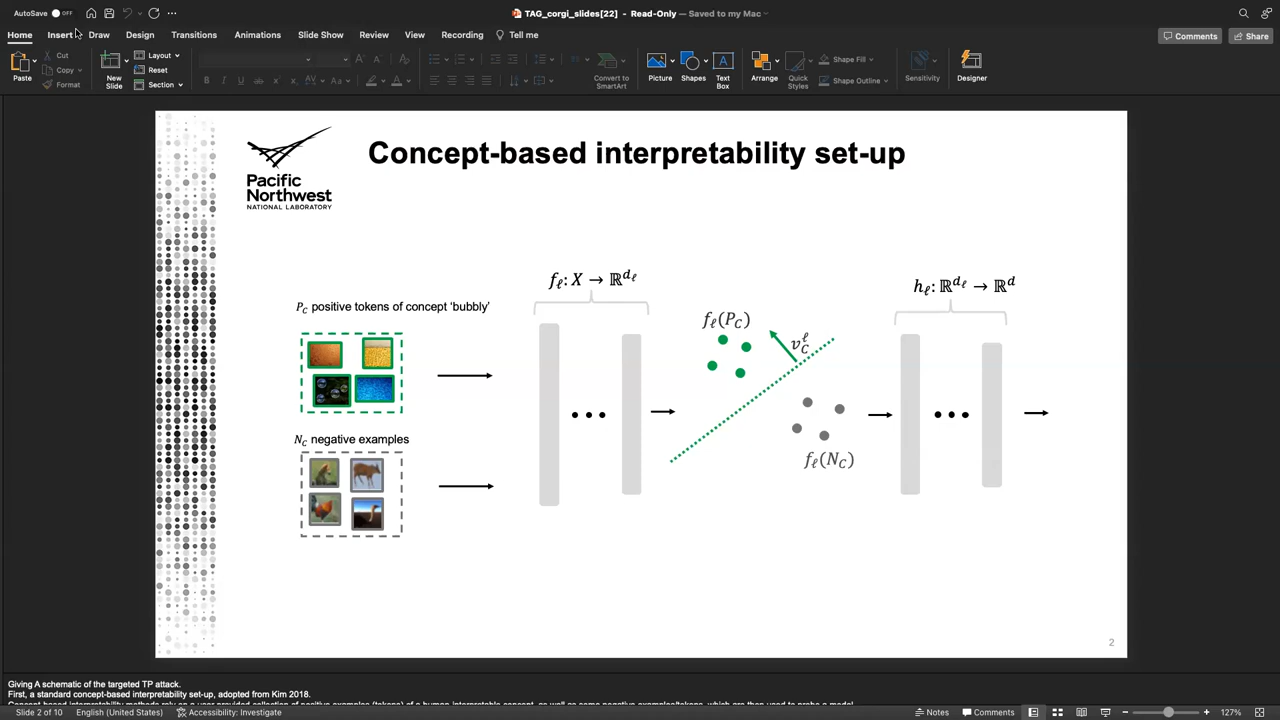 AutoSave OFF
TAG_corgi_slides[22] - Read-Only — Saved to my Mac
Home Insert Draw Design Transitions Animations Slide Show Review View Recording Tell me
Comments Share
Paste
Cut
Copy
Format
New Slide
Layout
Reset
Section
Convert to SmartArt
Picture Shapes Text Box
Arrange Quick Styles
Shape Fill
Shape Outline
Sensitivity
Designer
Pacific
Northwest
NATIONAL LABORATORY
Concept-based interpretability set-up
P_C positive tokens of concept 'bubbly'
f_ℓ: X → ℝ^{d_ℓ}
h_ℓ: ℝ^{d_ℓ} → ℝ^d
f_ℓ(P_C)
v_C^ℓ
N_C negative examples
f_ℓ(N_C)
2
Giving A schematic of the targeted TP attack.
First, a standard concept-based interpretability set-up, adopted from Kim 2018.
Slide 2 of 10 English (United States) Accessibility: Investigate
Notes Comments 127%